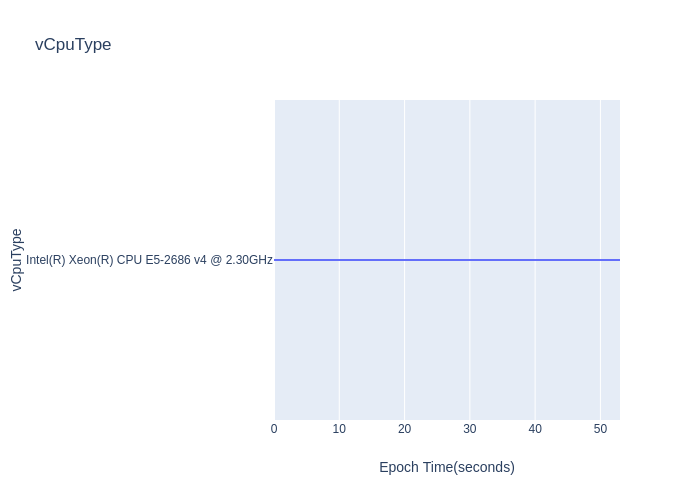 vCpuType
vCpuType
Intel(R) Xeon(R) CPU E5-2686 v4 @ 2.30GHz
0 10 20 30 40 50
Epoch Time(seconds)